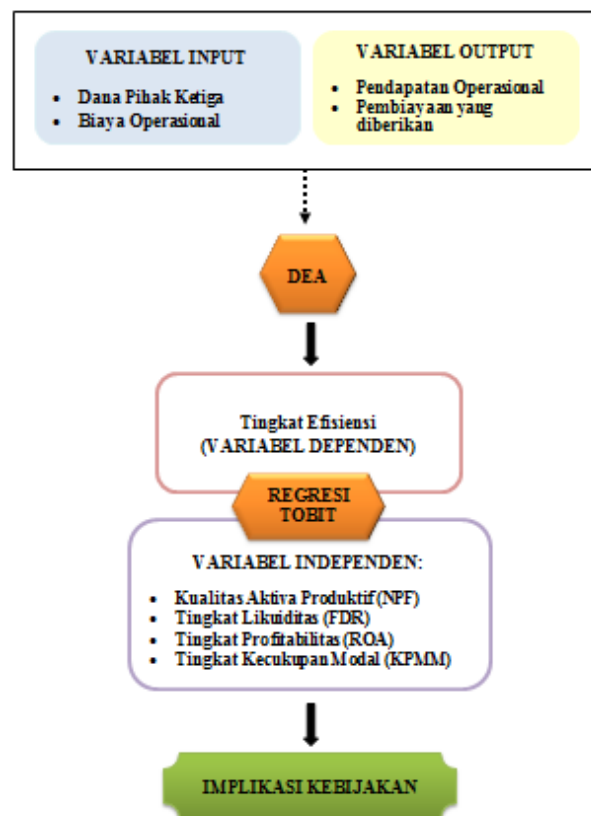 VARIABEL INPUT
• Dana Pihak Ketiga
• Biaya Operasional
VARIABEL OUTPUT
• Pendapatan Operasional
• Pembiayaan yang
diberikan
DEA
Tingkat Efisiensi
(VARIABEL DEPENDEN)
REGRESI
TOBIT
VARIABEL INDEPENDEN:
• Kualitas Aktiva Produktif (NPF)
• Tingkat Likuiditas (FDR)
• Tingkat Profitabilitas (ROA)
• Tingkat Kecukupan Modal (KPMM)
IMPLIKASI KEBIJAKAN